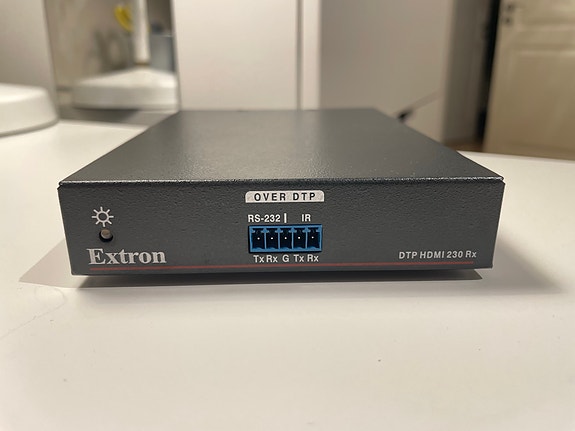 OVER DTP
RS-232 | IR
Tx Rx G Tx Rx
Extron
DTP HDMI 230 Rx